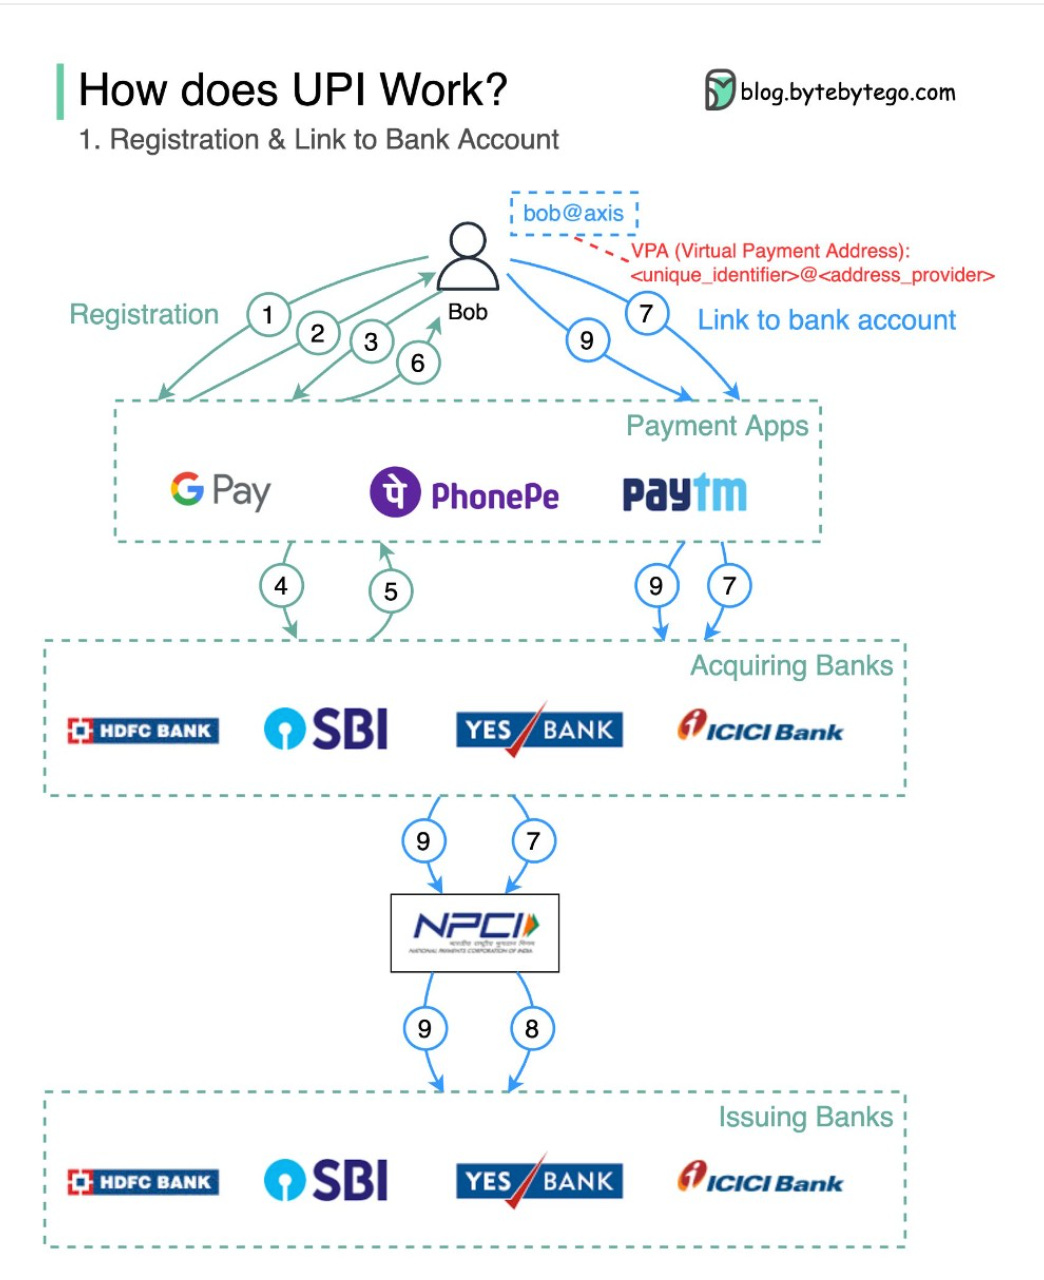 How does UPI Work?
blog.bytebytego.com
1. Registration & Link to Bank Account
bob@axis
VPA (Virtual Payment Address):
<unique_identifier>@<address_provider>
Registration
1
2
3
6
Bob
9
7
Link to bank account
Payment Apps
G Pay
पे PhonePe
paytm
4
5
9
7
Acquiring Banks
HDFC BANK
SBI
YES BANK
ICICI Bank
9
7
NPCI
भारतीय राष्ट्रीय भुगतान निगम
NATIONAL PAYMENTS CORPORATION OF INDIA
9
8
Issuing Banks
HDFC BANK
SBI
YES BANK
ICICI Bank